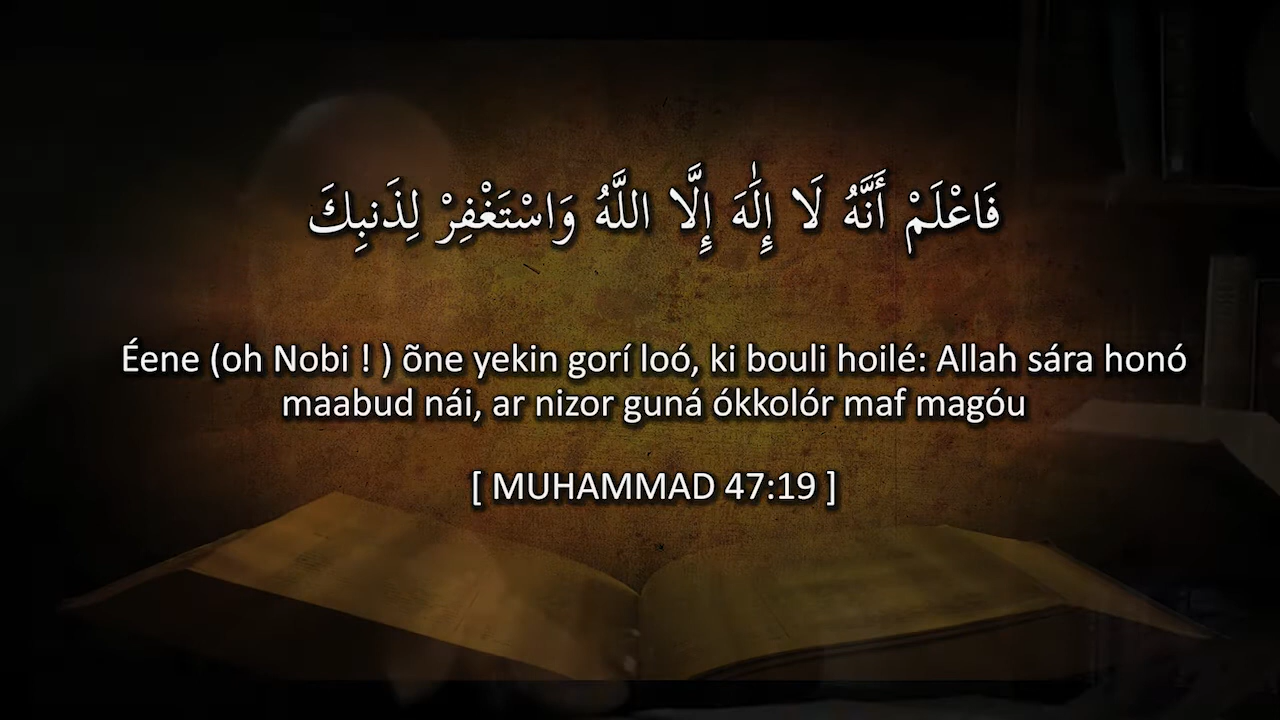 فَاعْلَمْ أَنَّهُ لَا إِلَٰهَ إِلَّا اللَّهُ وَاسْتَغْفِرْ لِذَنبِكَ
Éene (oh Nobi ! ) õne yekin gorí loó, ki bouli hoilé: Allah sára honó
maabud nái, ar nizor guná ókkolór maf magóu
[ MUHAMMAD 47:19 ]